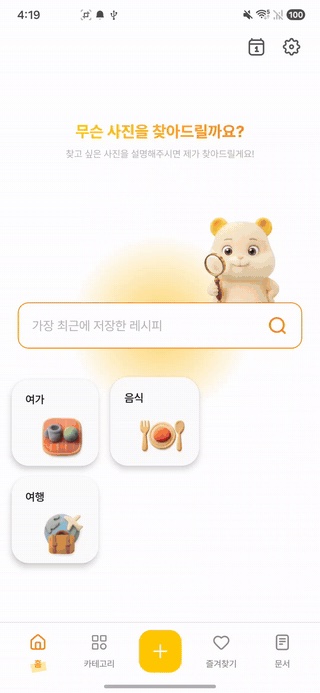 4:19
100
1
무슨 사진을 찾아드릴까요?
찾고 싶은 사진을 설명해주시면 제가 찾아드릴게요!
가장 최근에 저장한 레시피
여가
음식
여행
홈
카테고리
즐겨찾기
문서